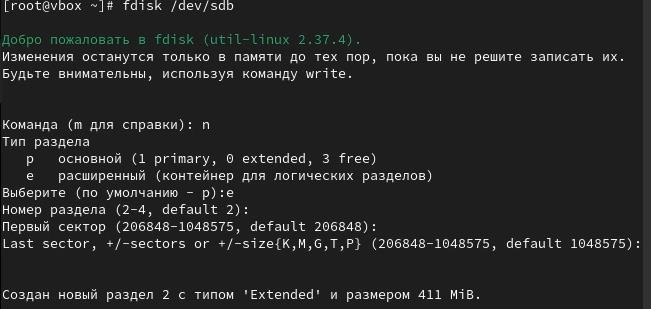 [root@vbox ~]# fdisk /dev/sdb
Добро пожаловать в fdisk (util-linux 2.37.4).
Изменения останутся только в памяти до тех пор, пока вы не решите записать их.
Будьте внимательны, используя команду write.
Команда (m для справки): n
Тип раздела
p основной (1 primary, 0 extended, 3 free)
e расширенный (контейнер для логических разделов)
Выберите (по умолчанию - p):e
Номер раздела (2-4, default 2):
Первый сектор (206848-1048575, default 206848):
Last sector, +/-sectors or +/-size{K,M,G,T,P} (206848-1048575, default 1048575):
Создан новый раздел 2 с типом 'Extended' и размером 411 MiB.